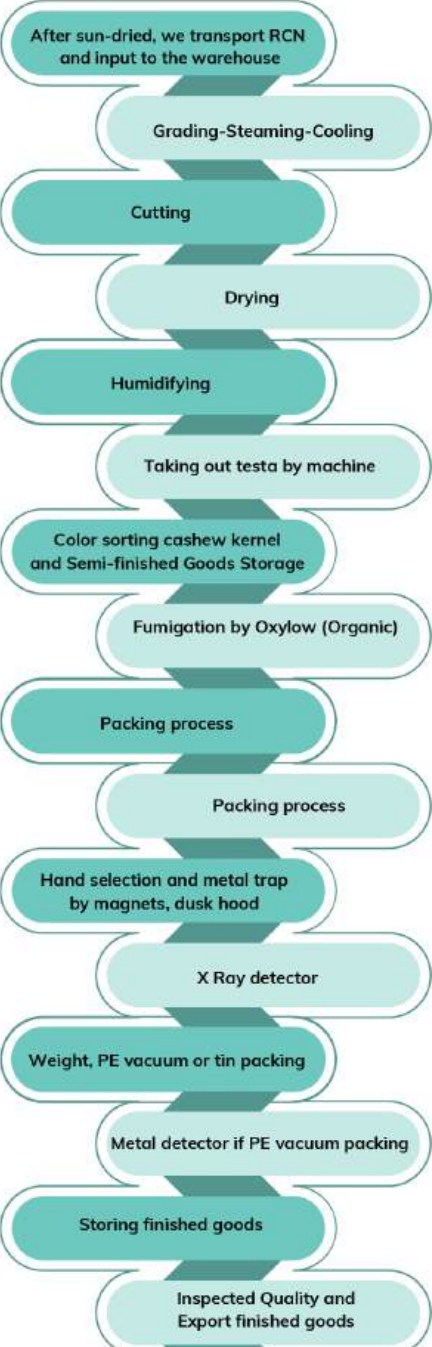 After sun-dried, we transport RCN
and input to the warehouse
Grading-Steaming-Cooling
Cutting
Drying
Humidifying
Taking out testa by machine
Color sorting cashew kernel
and Semi-finished Goods Storage
Fumigation by Oxylow (Organic)
Packing process
Packing process
Hand selection and metal trap
by magnets, dusk hood
X Ray detector
Weight, PE vacuum or tin packing
Metal detector if PE vacuum packing
Storing finished goods
Inspected Quality and
Export finished goods